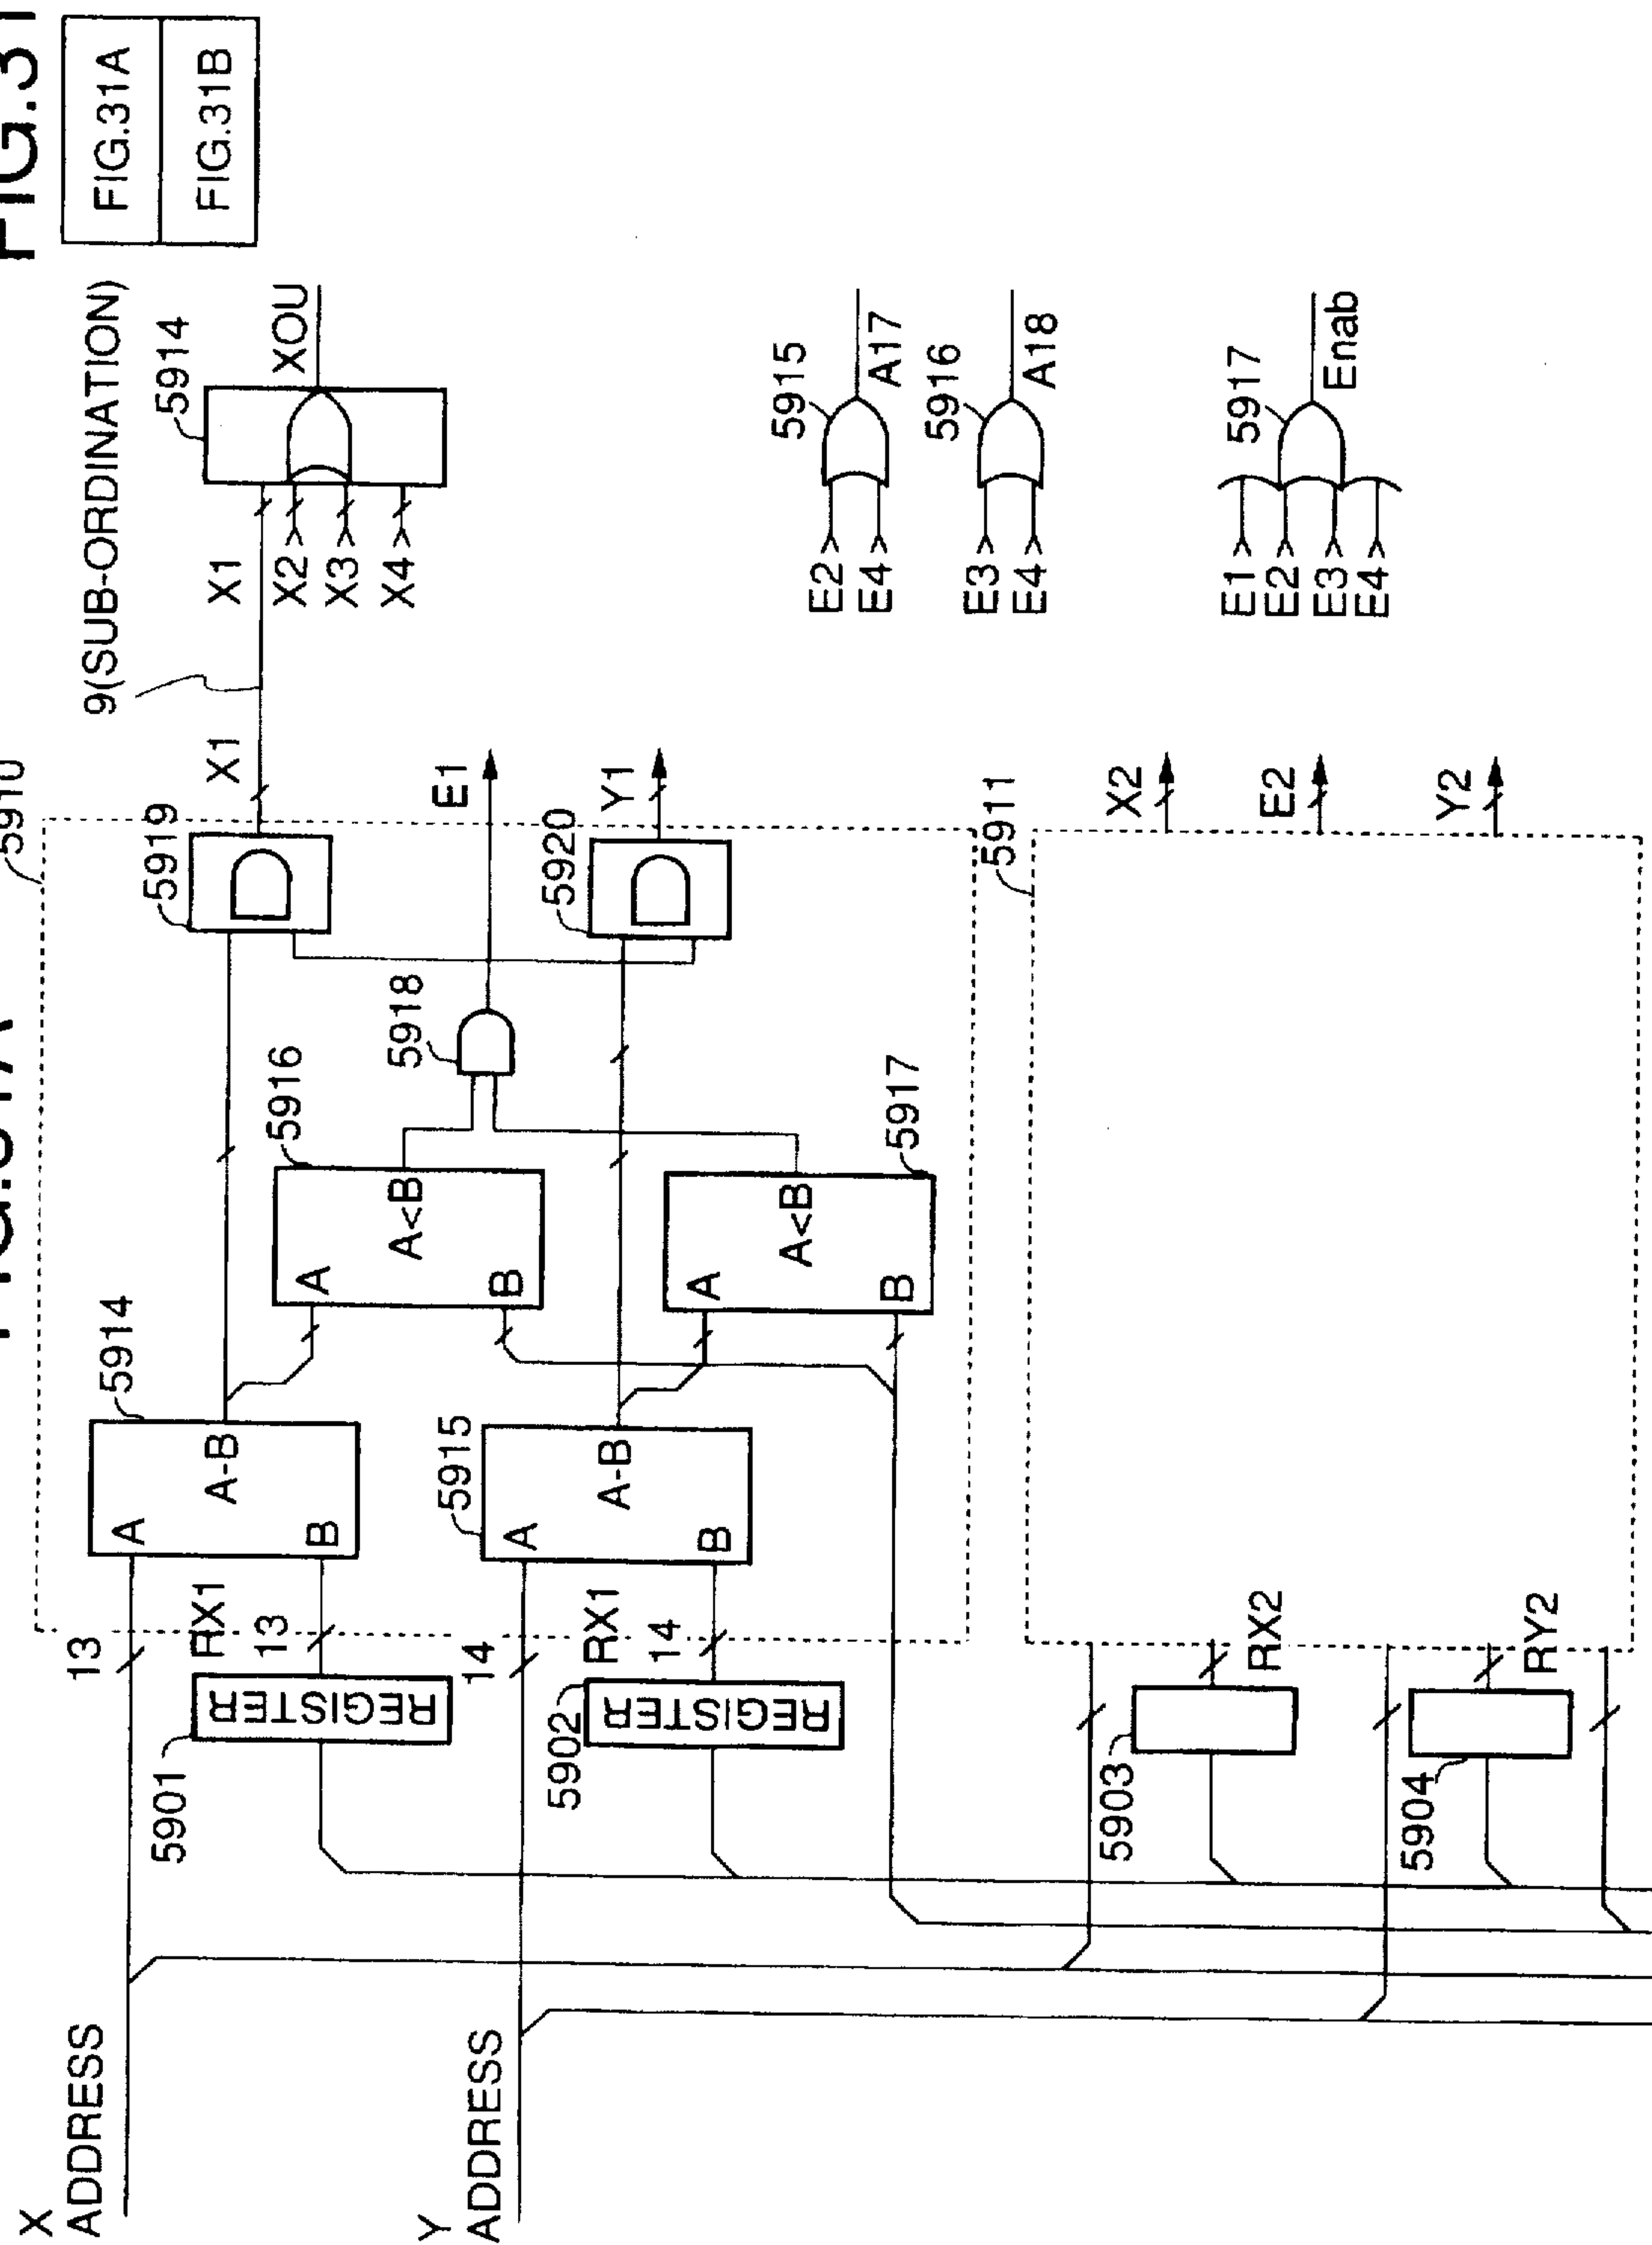 FIG.31
FIG.31A
FIG.31B
FIG.31A
X
ADDRESS
13
5901
REGISTER
RX1
13
A
B
A-B
5914
A
B
A<B
5916
5918
5919
5910
X1
E1
9(SUB-ORDINATION)
X1
X2
X3
X4
5914
XOU
Y
ADDRESS
14
5902
REGISTER
RX1
14
A
B
A-B
5915
A
B
A<B
5917
5920
Y1
E2
E4
5915
A17
E3
E4
5916
A18
E1
E2
E3
E4
5917
Enab
5903
RX2
5904
RY2
5911
X2
E2
Y2